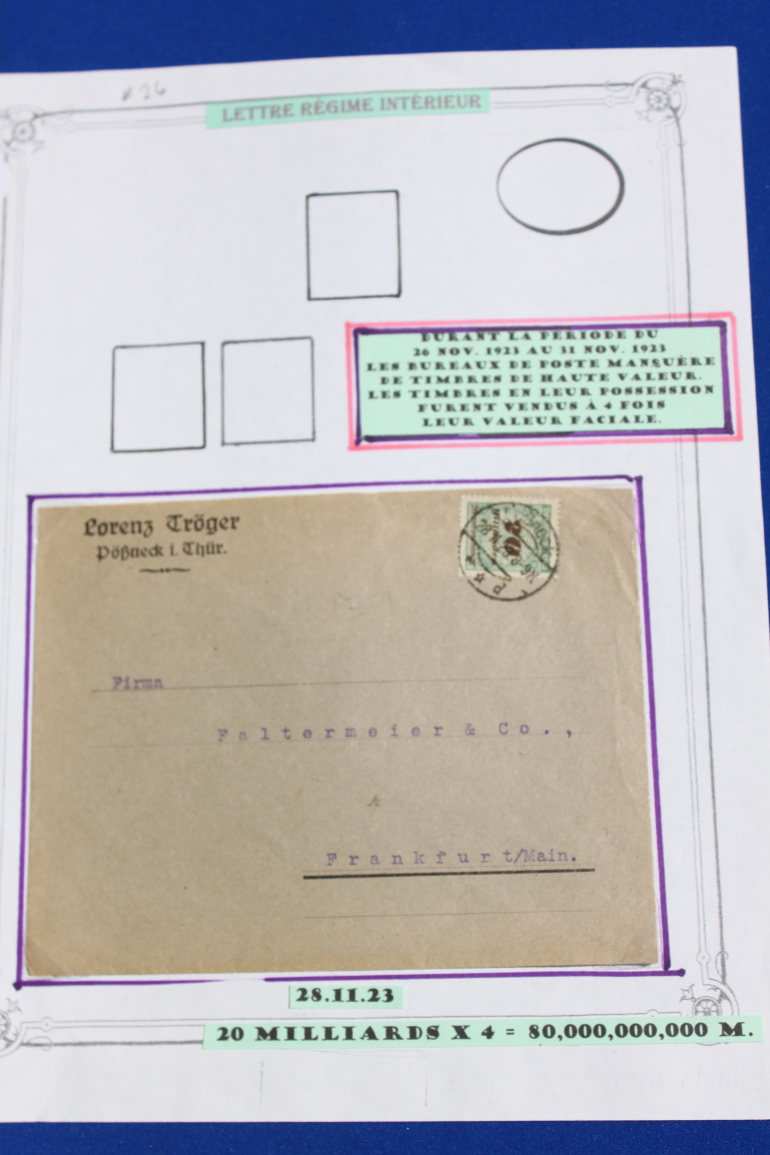 LETTRE RÉGIME INTÉRIEUR
DURANT LA PERIODE DU
26 NOV. 1923 AU 31 NOV. 1923
LES BUREAUX DE POSTE MANQUÈRE
DE TIMBRES DE HAUTE VALEUR.
LES TIMBRES EN LEUR POSSESSION
FURENT VENDUS À 4 FOIS
LEUR VALEUR FACIALE.
Lorenz Tröger
Pößneck i. Thür.
20
Firma
Faltermeier & Co.,
Frankfurt/Main.
28.11.23
20 MILLIARDS X 4 = 80,000,000,000 M.